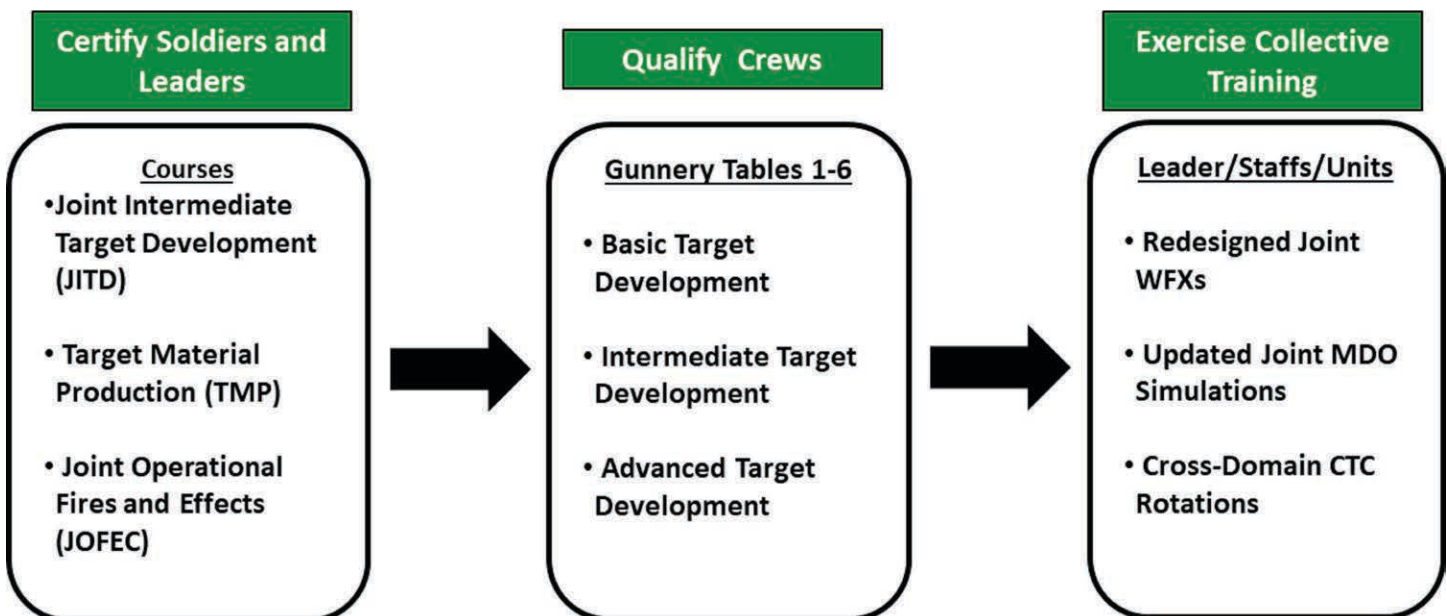 Certify Soldiers and
Leaders
Courses
•Joint Intermediate
Target Development
(JITD)
• Target Material
Production (TMP)
• Joint Operational
Fires and Effects
(JOFEC)
Qualify Crews
Gunnery Tables 1-6
• Basic Target
Development
• Intermediate Target
Development
• Advanced Target
Development
Exercise Collective
Training
Leader/Staffs/Units
• Redesigned Joint
WFXs
• Updated Joint MDO
Simulations
• Cross-Domain CTC
Rotations